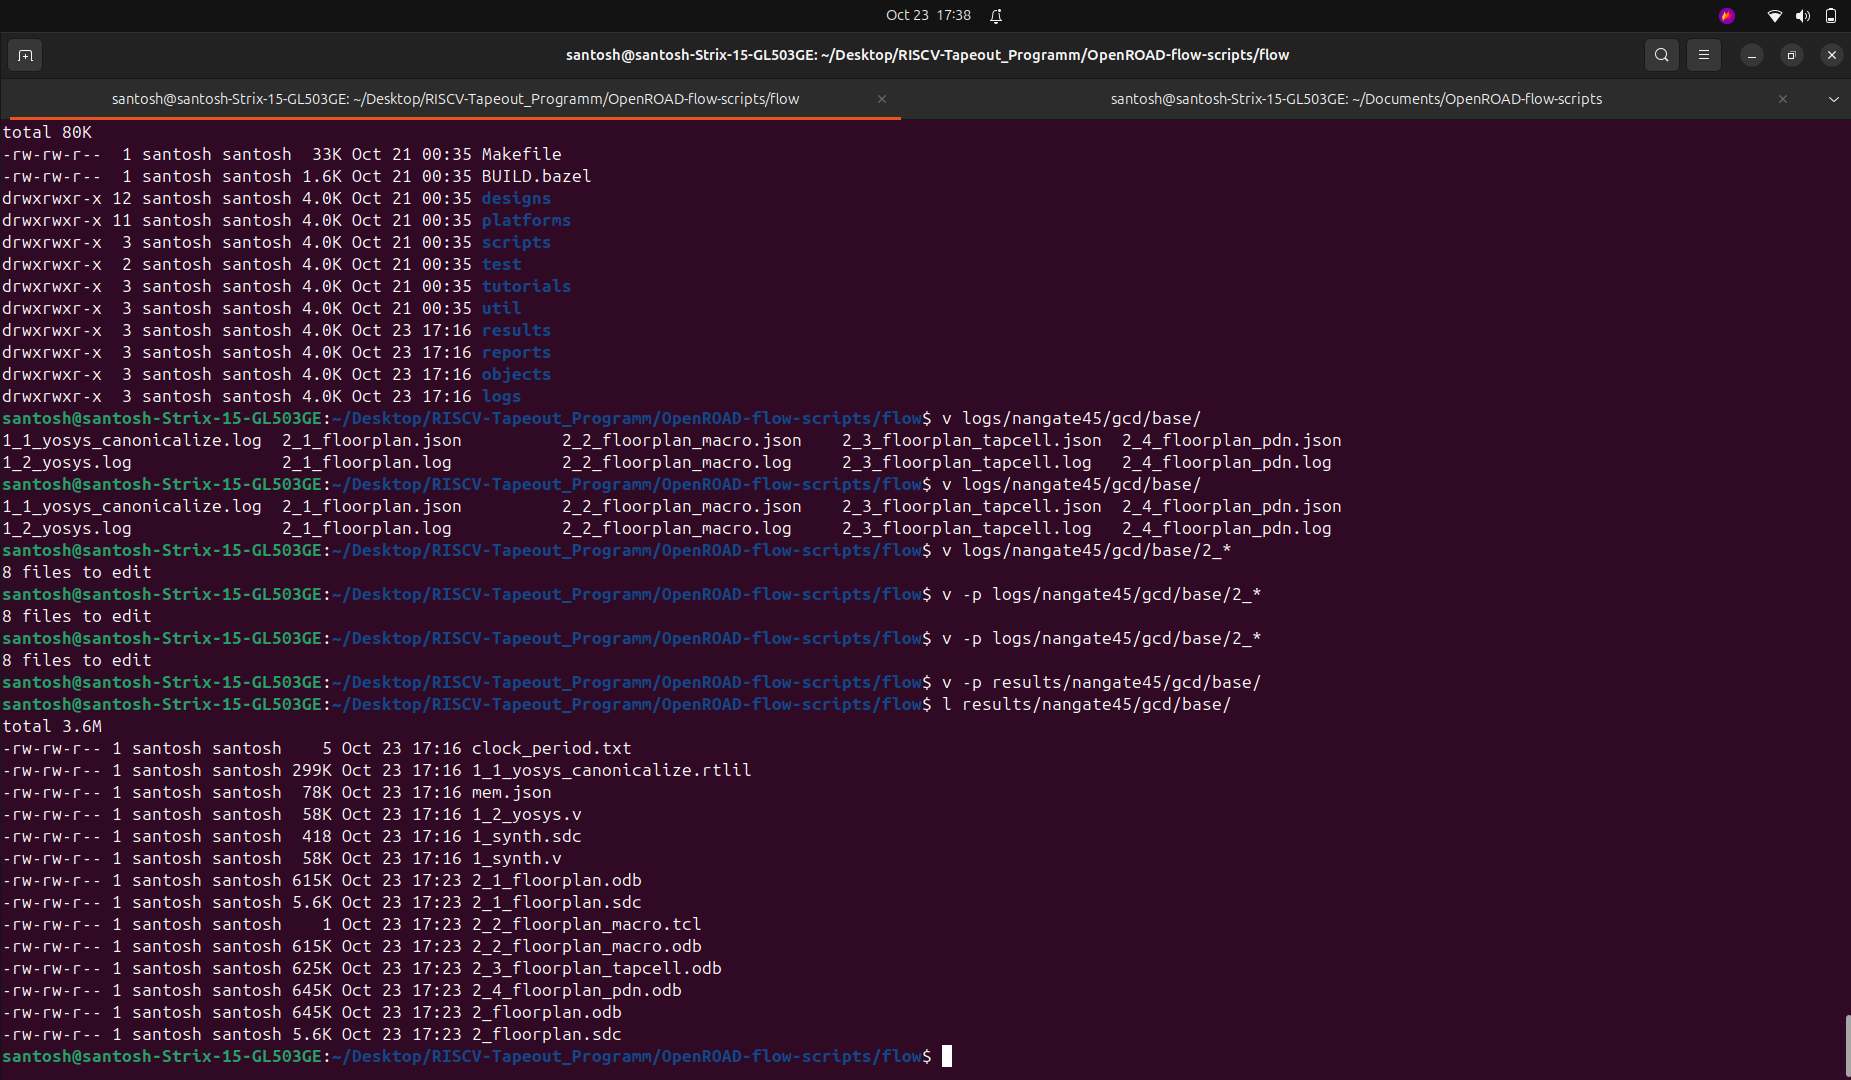 Oct 23 17:38
santosh@santosh-Strix-15-GL503GE: ~/Desktop/RISCV-Tapeout_Programm/OpenROAD-flow-scripts/flow
santosh@santosh-Strix-15-GL503GE: ~/Desktop/RISCV-Tapeout_Programm/OpenROAD-flow-scripts/flow
santosh@santosh-Strix-15-GL503GE: ~/Documents/OpenROAD-flow-scripts
total 80K
-rw-rw-r--  1 santosh santosh  33K Oct 21 00:35 Makefile
-rw-rw-r--  1 santosh santosh 1.6K Oct 21 00:35 BUILD.bazel
drwxrwxr-x 12 santosh santosh 4.0K Oct 21 00:35 designs
drwxrwxr-x 11 santosh santosh 4.0K Oct 21 00:35 platforms
drwxrwxr-x  3 santosh santosh 4.0K Oct 21 00:35 scripts
drwxrwxr-x  2 santosh santosh 4.0K Oct 21 00:35 test
drwxrwxr-x  3 santosh santosh 4.0K Oct 21 00:35 tutorials
drwxrwxr-x  3 santosh santosh 4.0K Oct 21 00:35 util
drwxrwxr-x  3 santosh santosh 4.0K Oct 23 17:16 results
drwxrwxr-x  3 santosh santosh 4.0K Oct 23 17:16 reports
drwxrwxr-x  3 santosh santosh 4.0K Oct 23 17:16 objects
drwxrwxr-x  3 santosh santosh 4.0K Oct 23 17:16 logs
santosh@santosh-Strix-15-GL503GE:~/Desktop/RISCV-Tapeout_Programm/OpenROAD-flow-scripts/flow$ v logs/nangate45/gcd/base/
1_1_yosys_canonicalize.log  2_1_floorplan.json          2_2_floorplan_macro.json    2_3_floorplan_tapcell.json  2_4_floorplan_pdn.json
1_2_yosys.log               2_1_floorplan.log           2_2_floorplan_macro.log     2_3_floorplan_tapcell.log   2_4_floorplan_pdn.log
santosh@santosh-Strix-15-GL503GE:~/Desktop/RISCV-Tapeout_Programm/OpenROAD-flow-scripts/flow$ v logs/nangate45/gcd/base/
1_1_yosys_canonicalize.log  2_1_floorplan.json          2_2_floorplan_macro.json    2_3_floorplan_tapcell.json  2_4_floorplan_pdn.json
1_2_yosys.log               2_1_floorplan.log           2_2_floorplan_macro.log     2_3_floorplan_tapcell.log   2_4_floorplan_pdn.log
santosh@santosh-Strix-15-GL503GE:~/Desktop/RISCV-Tapeout_Programm/OpenROAD-flow-scripts/flow$ v logs/nangate45/gcd/base/2_*
8 files to edit
santosh@santosh-Strix-15-GL503GE:~/Desktop/RISCV-Tapeout_Programm/OpenROAD-flow-scripts/flow$ v -p logs/nangate45/gcd/base/2_*
8 files to edit
santosh@santosh-Strix-15-GL503GE:~/Desktop/RISCV-Tapeout_Programm/OpenROAD-flow-scripts/flow$ v -p logs/nangate45/gcd/base/2_*
8 files to edit
santosh@santosh-Strix-15-GL503GE:~/Desktop/RISCV-Tapeout_Programm/OpenROAD-flow-scripts/flow$ v -p results/nangate45/gcd/base/
santosh@santosh-Strix-15-GL503GE:~/Desktop/RISCV-Tapeout_Programm/OpenROAD-flow-scripts/flow$ l results/nangate45/gcd/base/
total 3.6M
-rw-rw-r-- 1 santosh santosh    5 Oct 23 17:16 clock_period.txt
-rw-rw-r-- 1 santosh santosh 299K Oct 23 17:16 1_1_yosys_canonicalize.rtlil
-rw-rw-r-- 1 santosh santosh  78K Oct 23 17:16 mem.json
-rw-rw-r-- 1 santosh santosh  58K Oct 23 17:16 1_2_yosys.v
-rw-rw-r-- 1 santosh santosh  418 Oct 23 17:16 1_synth.sdc
-rw-rw-r-- 1 santosh santosh  58K Oct 23 17:16 1_synth.v
-rw-rw-r-- 1 santosh santosh 615K Oct 23 17:23 2_1_floorplan.odb
-rw-rw-r-- 1 santosh santosh 5.6K Oct 23 17:23 2_1_floorplan.sdc
-rw-rw-r-- 1 santosh santosh    1 Oct 23 17:23 2_2_floorplan_macro.tcl
-rw-rw-r-- 1 santosh santosh 615K Oct 23 17:23 2_2_floorplan_macro.odb
-rw-rw-r-- 1 santosh santosh 625K Oct 23 17:23 2_3_floorplan_tapcell.odb
-rw-rw-r-- 1 santosh santosh 645K Oct 23 17:23 2_4_floorplan_pdn.odb
-rw-rw-r-- 1 santosh santosh 645K Oct 23 17:23 2_floorplan.odb
-rw-rw-r-- 1 santosh santosh 5.6K Oct 23 17:23 2_floorplan.sdc
santosh@santosh-Strix-15-GL503GE:~/Desktop/RISCV-Tapeout_Programm/OpenROAD-flow-scripts/flow$